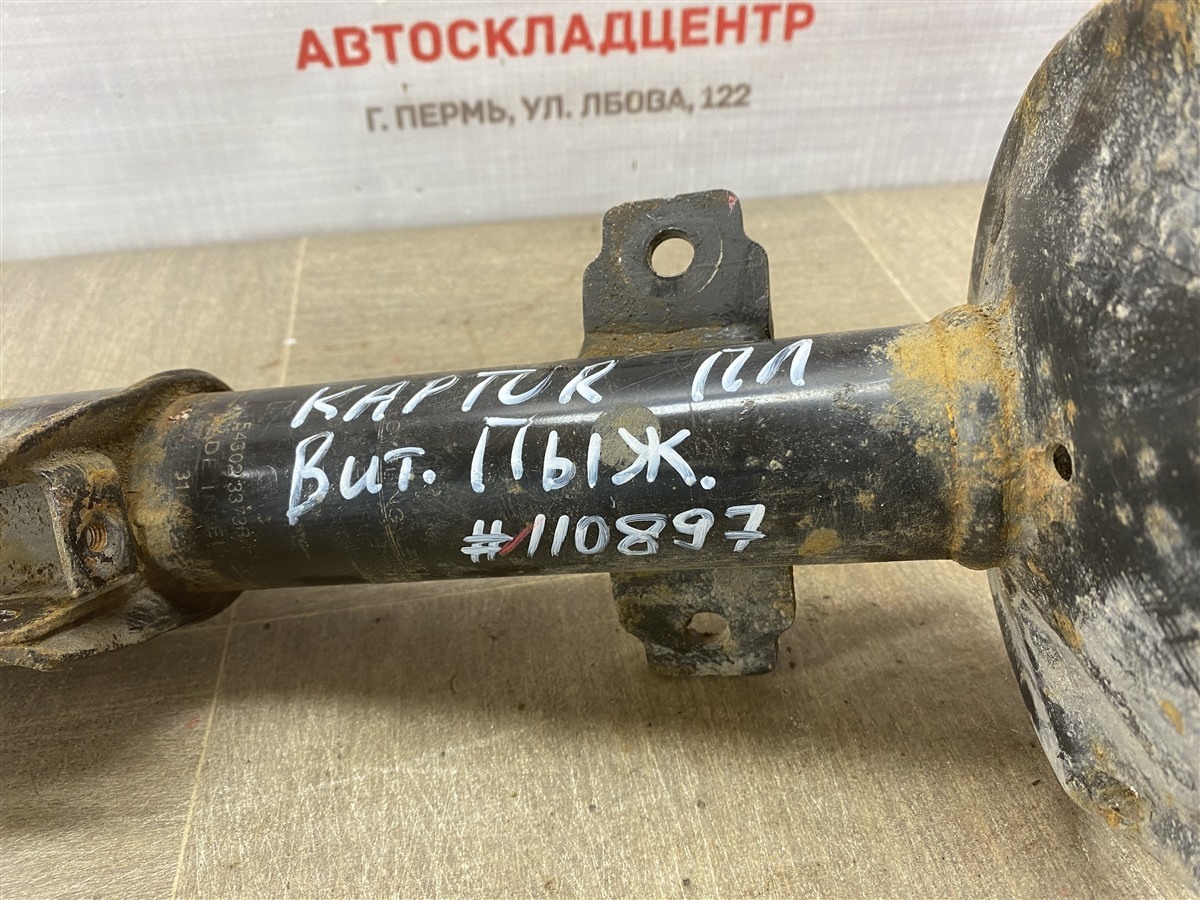 АВТОСКЛАДЦЕНТР
Г. ПЕРМЬ, УЛ. ЛБОВА, 122
КАРТUR ПЛ
Вит. Пыж.
#110897